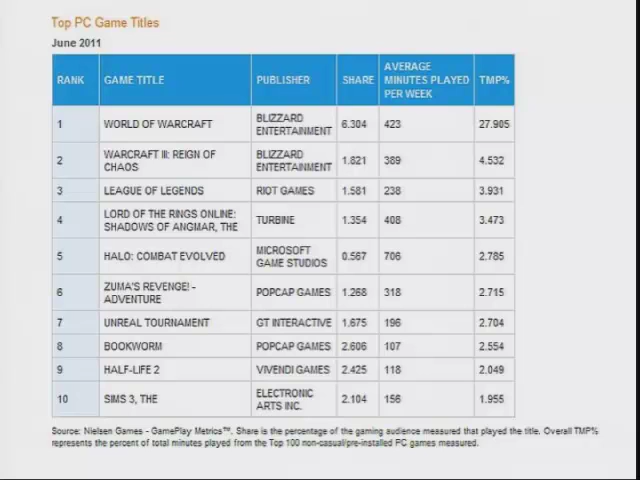 Top PC Game Titles
June 2011
RANK GAME TITLE PUBLISHER SHARE AVERAGE MINUTES PLAYED PER WEEK TMP%
1 WORLD OF WARCRAFT BLIZZARD ENTERTAINMENT 6.304 423 27.905
2 WARCRAFT III: REIGN OF CHAOS BLIZZARD ENTERTAINMENT 1.821 389 4.532
3 LEAGUE OF LEGENDS RIOT GAMES 1.581 238 3.931
4 LORD OF THE RINGS ONLINE: SHADOWS OF ANGMAR, THE TURBINE 1.354 408 3.473
5 HALO: COMBAT EVOLVED MICROSOFT GAME STUDIOS 0.567 706 2.785
6 ZUMA'S REVENGE! - ADVENTURE POPCAP GAMES 1.268 318 2.715
7 UNREAL TOURNAMENT GT INTERACTIVE 1.675 196 2.704
8 BOOKWORM POPCAP GAMES 2.606 107 2.554
9 HALF-LIFE 2 VIVENDI GAMES 2.425 118 2.049
10 SIMS 3, THE ELECTRONIC ARTS INC. 2.104 156 1.955
Source: Nielsen Games - GamePlay Metrics™. Share is the percentage of the gaming audience measured that played the title. Overall TMP%
represents the percent of total minutes played from the Top 100 non-casual/pre-installed PC games measured.